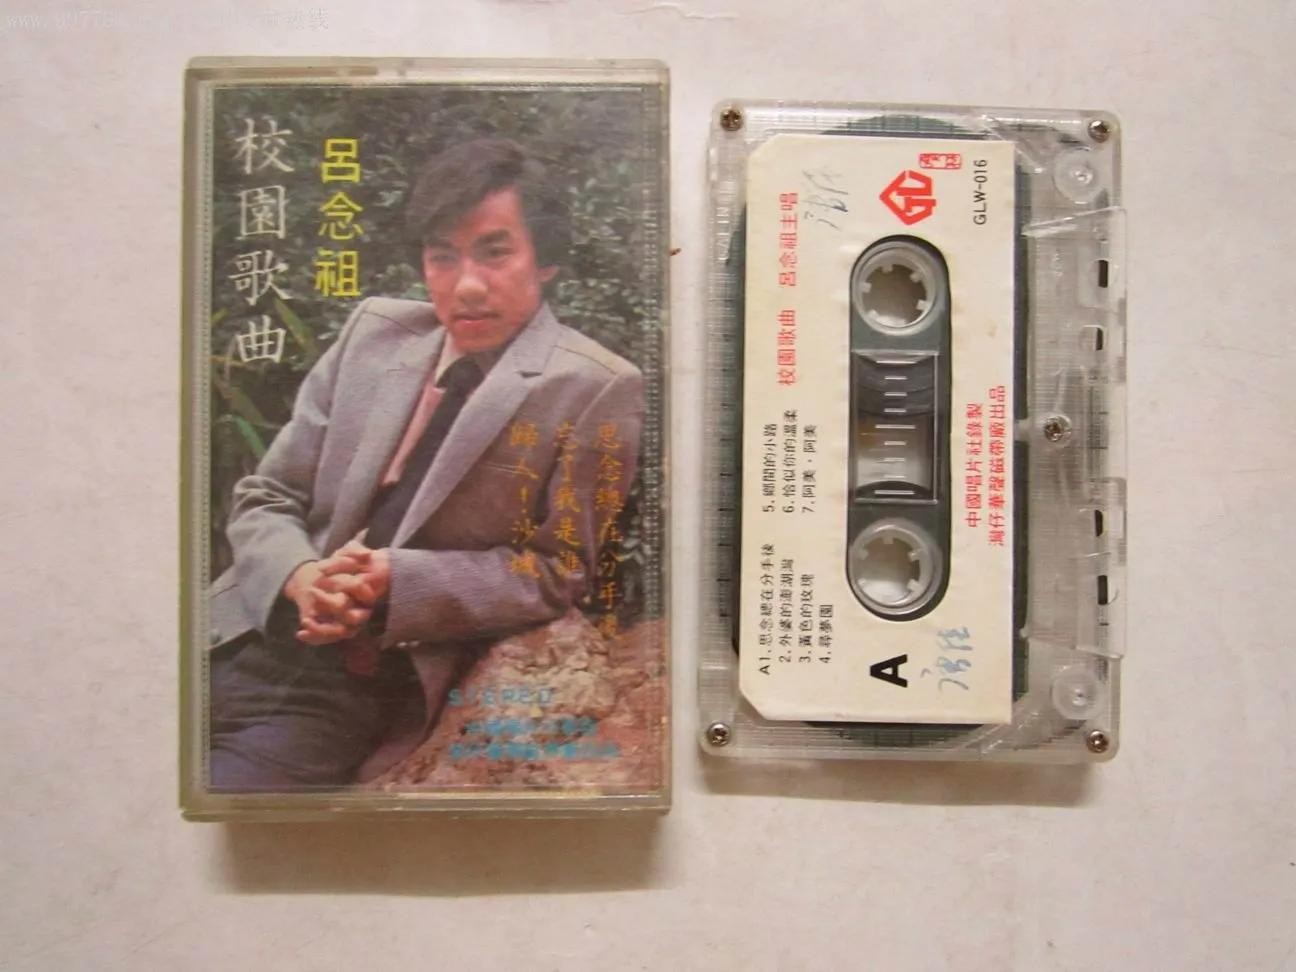 校園歌曲
呂念祖
思念總在分手後
忘了我是誰
歸人！沙城
STEREO
GLW-016
校園歌曲 呂念祖主唱
A1.思念總在分手後
2.外婆的澎湖灣
3.黃色的玫瑰
4.尋夢園
5.鄉間的小路
6.恰似你的溫柔
7.阿美·阿美
A
中國唱片社錄製
灣仔華聲磁帶廠出品